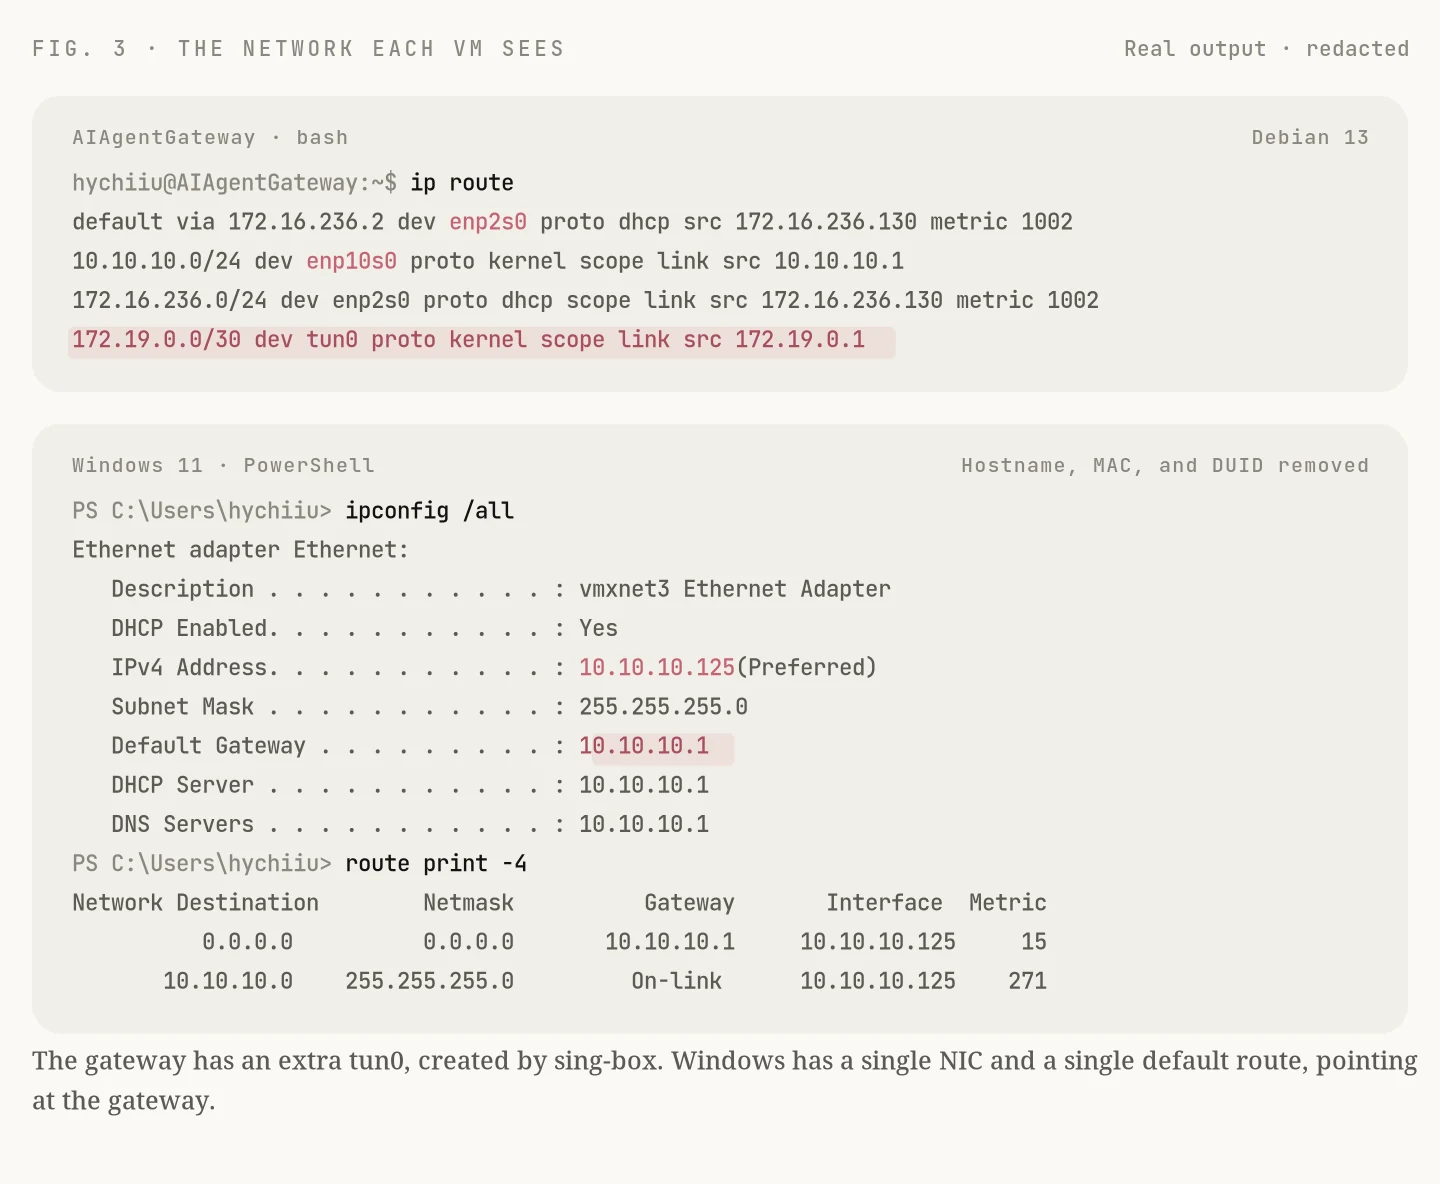 FIG. 3 · THE NETWORK EACH VM SEES
Real output · redacted
AIAgentGateway · bash
Debian 13
hychiiu@AIAgentGateway:~$ ip route
default via 172.16.236.2 dev enp2s0 proto dhcp src 172.16.236.130 metric 1002
10.10.10.0/24 dev enp10s0 proto kernel scope link src 10.10.10.1
172.16.236.0/24 dev enp2s0 proto dhcp scope link src 172.16.236.130 metric 1002
172.19.0.0/30 dev tun0 proto kernel scope link src 172.19.0.1
Windows 11 · PowerShell
Hostname, MAC, and DUID removed
PS C:\Users\hychiiu> ipconfig /all
Ethernet adapter Ethernet:
   Description . . . . . . . . . . . : vmxnet3 Ethernet Adapter
   DHCP Enabled. . . . . . . . . . . : Yes
   IPv4 Address. . . . . . . . . . . : 10.10.10.125(Preferred)
   Subnet Mask . . . . . . . . . . . : 255.255.255.0
   Default Gateway . . . . . . . . . : 10.10.10.1
   DHCP Server . . . . . . . . . . . : 10.10.10.1
   DNS Servers . . . . . . . . . . . : 10.10.10.1
PS C:\Users\hychiiu> route print -4
Network Destination        Netmask          Gateway       Interface  Metric
          0.0.0.0          0.0.0.0       10.10.10.1     10.10.10.125     15
       10.10.10.0    255.255.255.0         On-link      10.10.10.125    271
The gateway has an extra tun0, created by sing-box. Windows has a single NIC and a single default route, pointing
at the gateway.